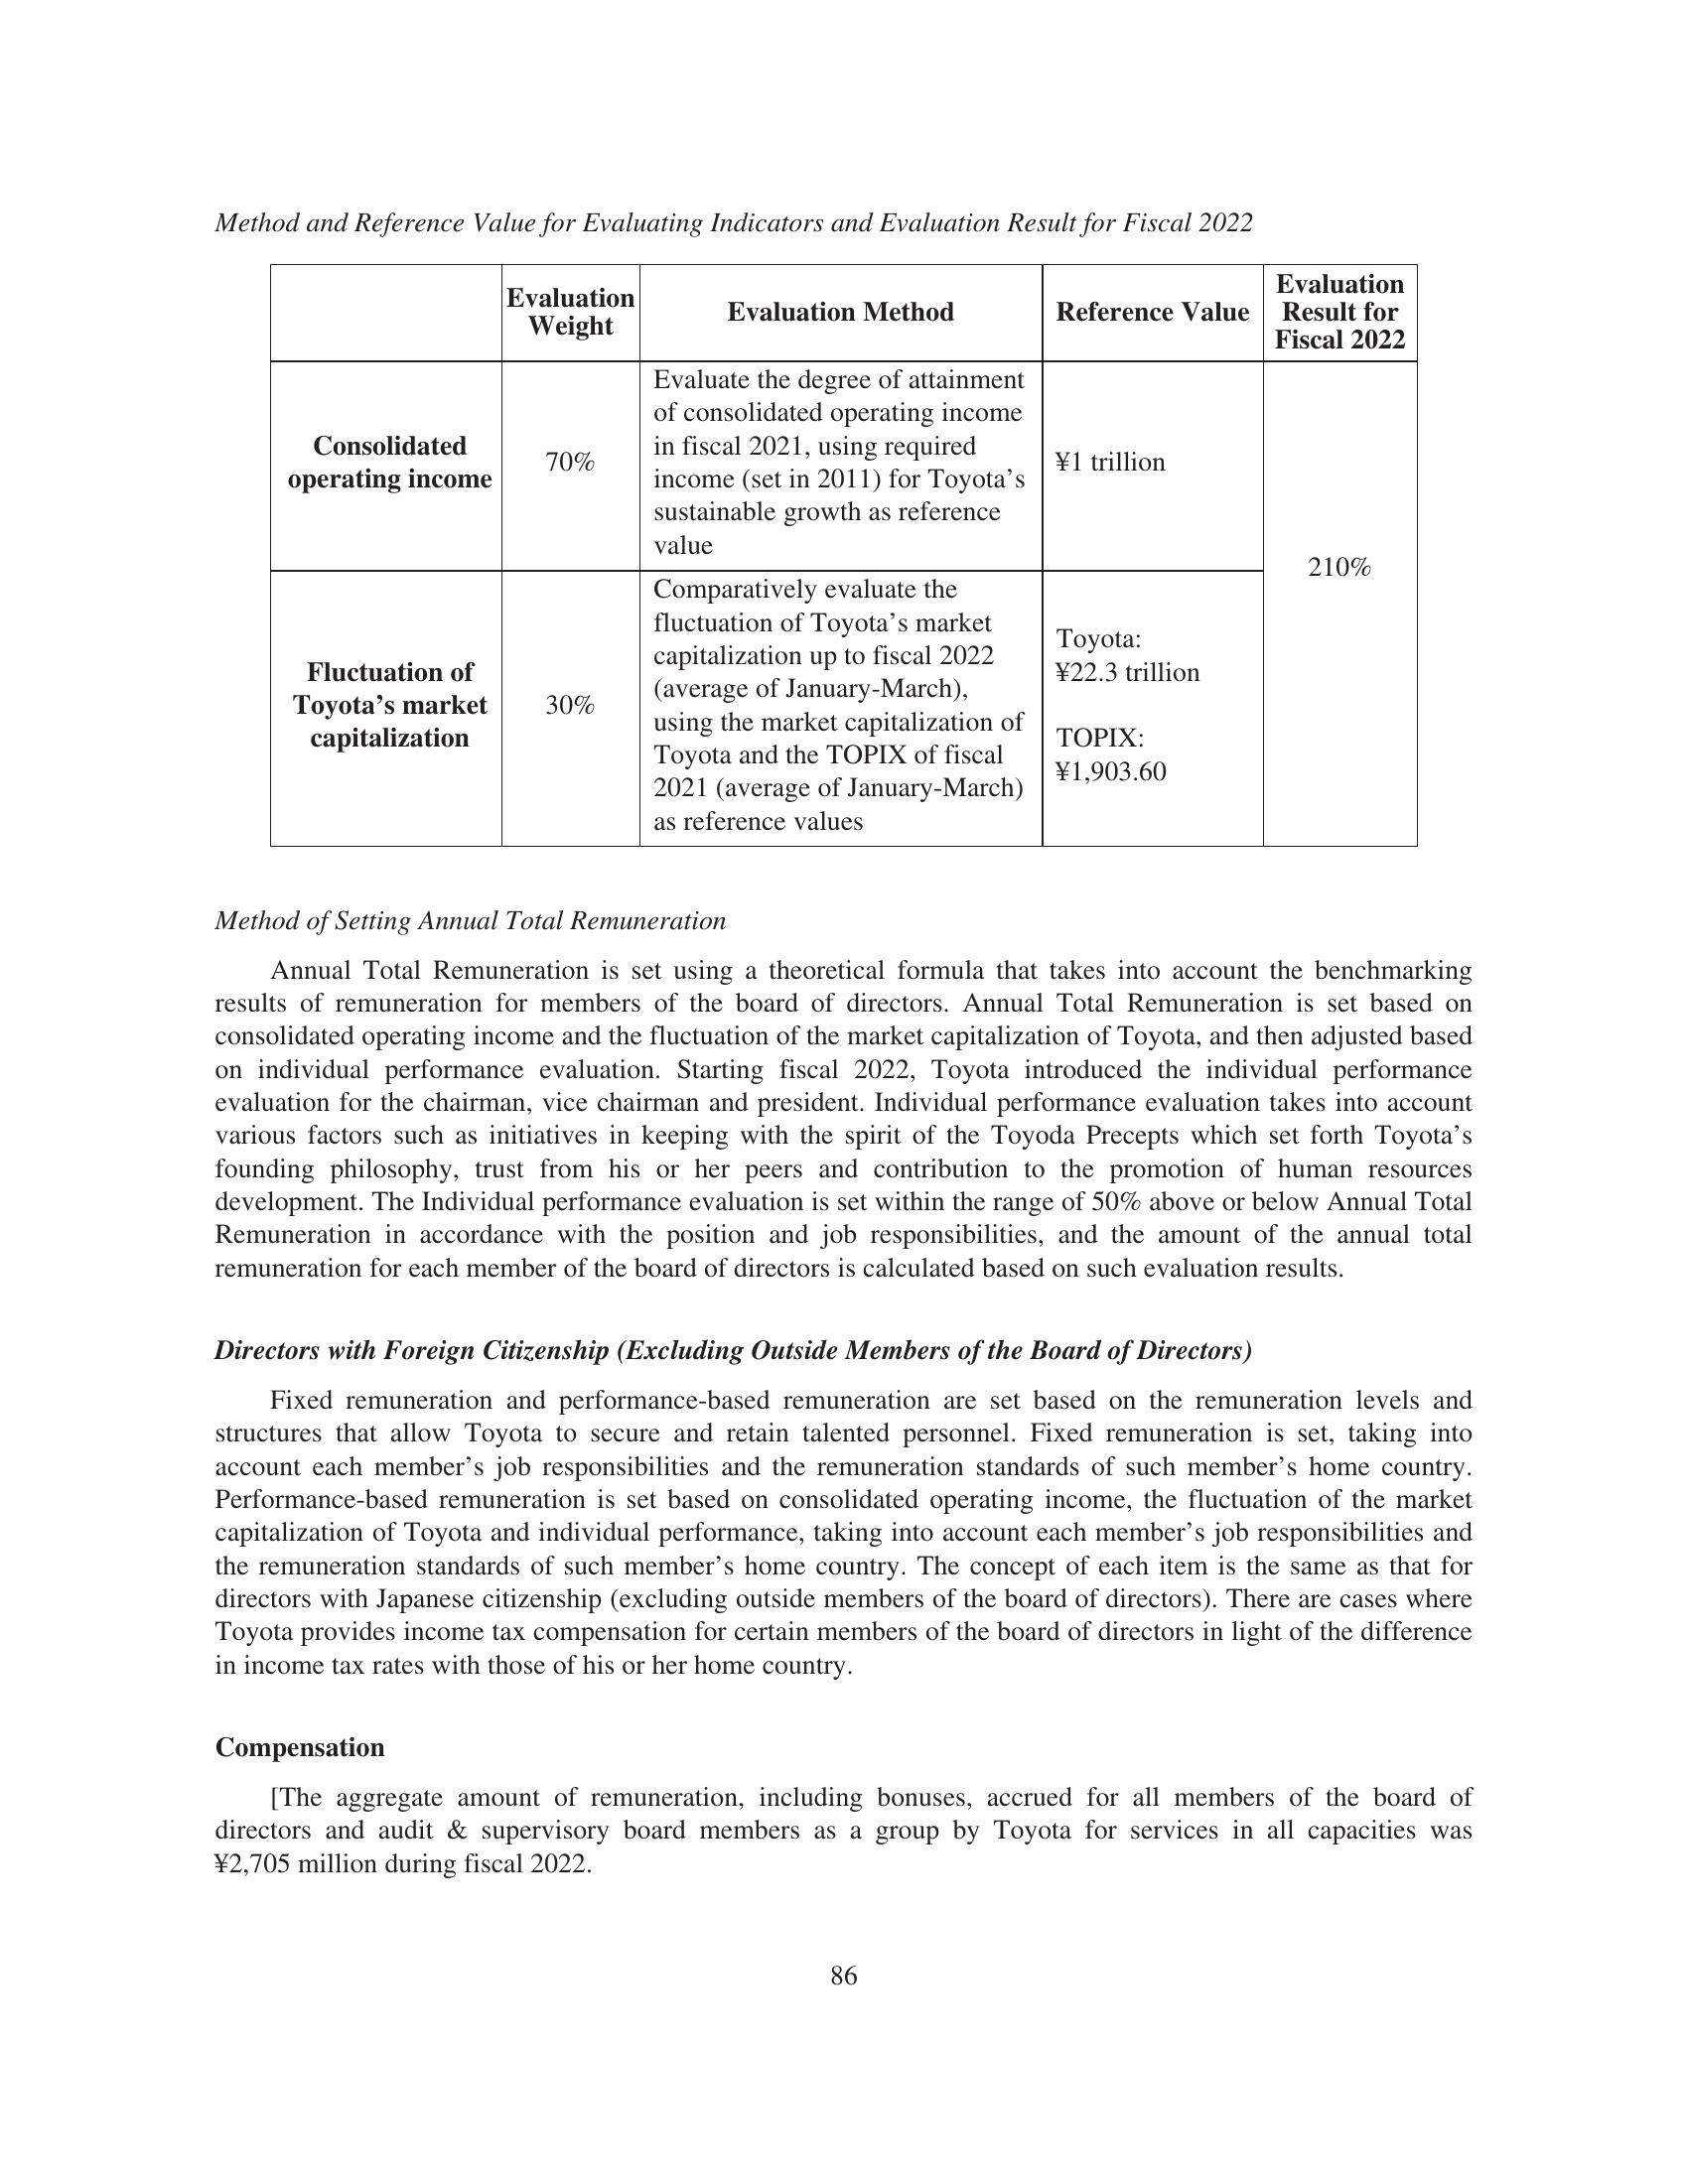 Method and Reference Value for Evaluating Indicators and Evaluation Result for Fiscal 2022
Evaluation
Weight
Evaluation Method
Reference Value
Evaluation
Result for
Fiscal 2022
Consolidated
operating income
70%
Evaluate the degree of attainment
of consolidated operating income
in fiscal 2021, using required
income (set in 2011) for Toyota’s
sustainable growth as reference
value
¥1 trillion
210%
Fluctuation of
Toyota’s market
capitalization
30%
Comparatively evaluate the
fluctuation of Toyota’s market
capitalization up to fiscal 2022
(average of January-March),
using the market capitalization of
Toyota and the TOPIX of fiscal
2021 (average of January-March)
as reference values
Toyota:
¥22.3 trillion
TOPIX:
¥1,903.60
Method of Setting Annual Total Remuneration
Annual Total Remuneration is set using a theoretical formula that takes into account the benchmarking
results of remuneration for members of the board of directors. Annual Total Remuneration is set based on
consolidated operating income and the fluctuation of the market capitalization of Toyota, and then adjusted based
on individual performance evaluation. Starting fiscal 2022, Toyota introduced the individual performance
evaluation for the chairman, vice chairman and president. Individual performance evaluation takes into account
various factors such as initiatives in keeping with the spirit of the Toyoda Precepts which set forth Toyota’s
founding philosophy, trust from his or her peers and contribution to the promotion of human resources
development. The Individual performance evaluation is set within the range of 50% above or below Annual Total
Remuneration in accordance with the position and job responsibilities, and the amount of the annual total
remuneration for each member of the board of directors is calculated based on such evaluation results.
Directors with Foreign Citizenship (Excluding Outside Members of the Board of Directors)
Fixed remuneration and performance-based remuneration are set based on the remuneration levels and
structures that allow Toyota to secure and retain talented personnel. Fixed remuneration is set, taking into
account each member’s job responsibilities and the remuneration standards of such member’s home country.
Performance-based remuneration is set based on consolidated operating income, the fluctuation of the market
capitalization of Toyota and individual performance, taking into account each member’s job responsibilities and
the remuneration standards of such member’s home country. The concept of each item is the same as that for
directors with Japanese citizenship (excluding outside members of the board of directors). There are cases where
Toyota provides income tax compensation for certain members of the board of directors in light of the difference
in income tax rates with those of his or her home country.
Compensation
[The aggregate amount of remuneration, including bonuses, accrued for all members of the board of
directors and audit & supervisory board members as a group by Toyota for services in all capacities was
¥2,705 million during fiscal 2022.
86